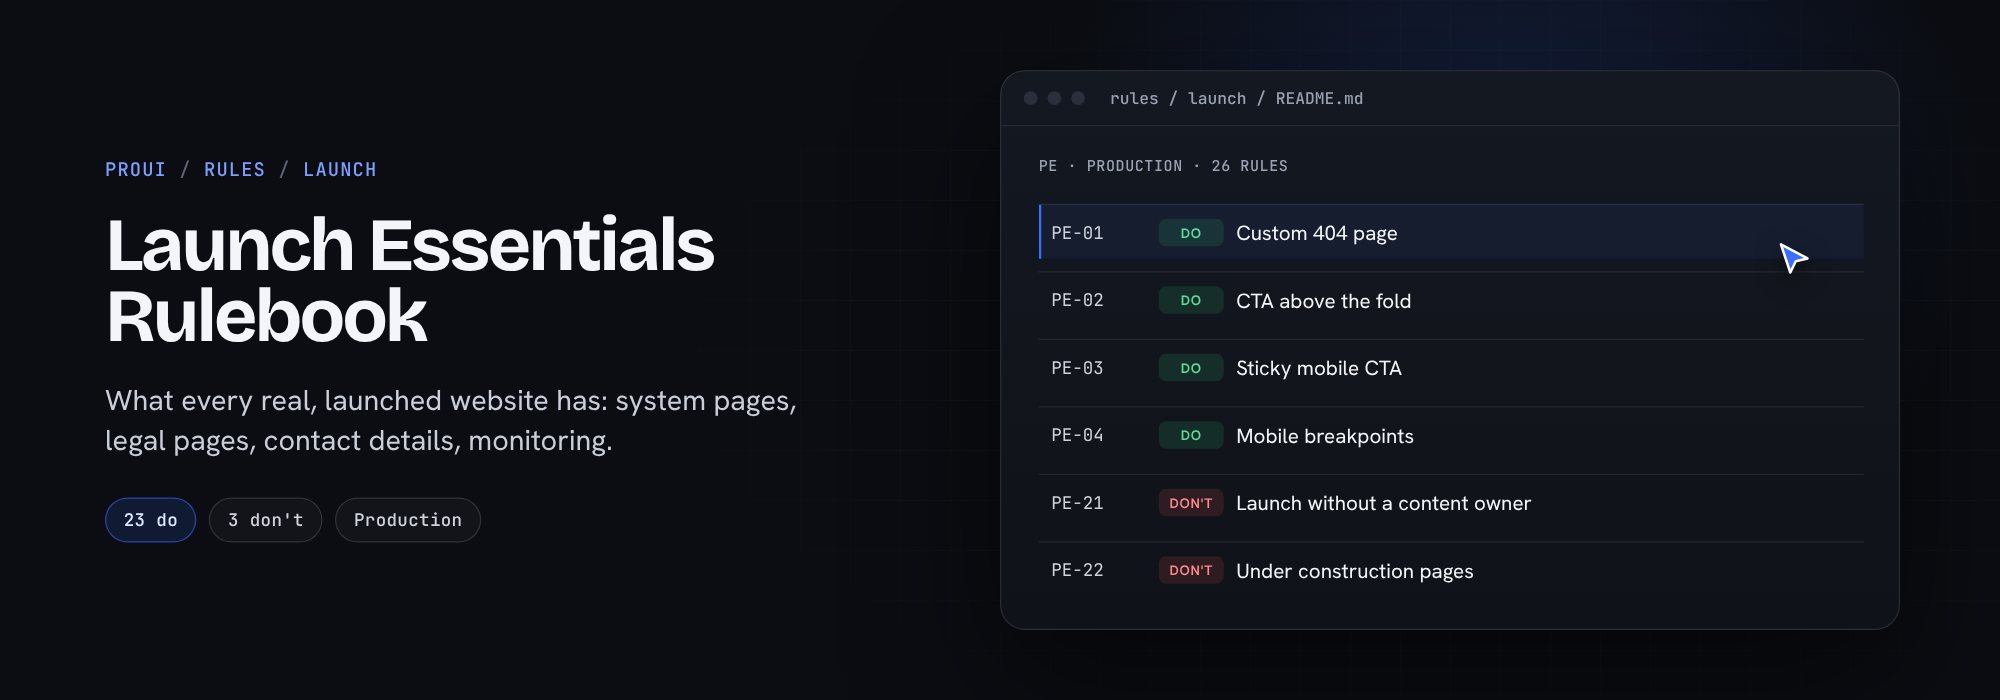 PROUI / RULES / LAUNCH
Launch Essentials
Rulebook
What every real, launched website has: system pages,
legal pages, contact details, monitoring.
23 do
3 don't
Production
rules / launch / README.md
PE · PRODUCTION · 26 RULES
PE-01 DO Custom 404 page
PE-02 DO CTA above the fold
PE-03 DO Sticky mobile CTA
PE-04 DO Mobile breakpoints
PE-21 DON'T Launch without a content owner
PE-22 DON'T Under construction pages